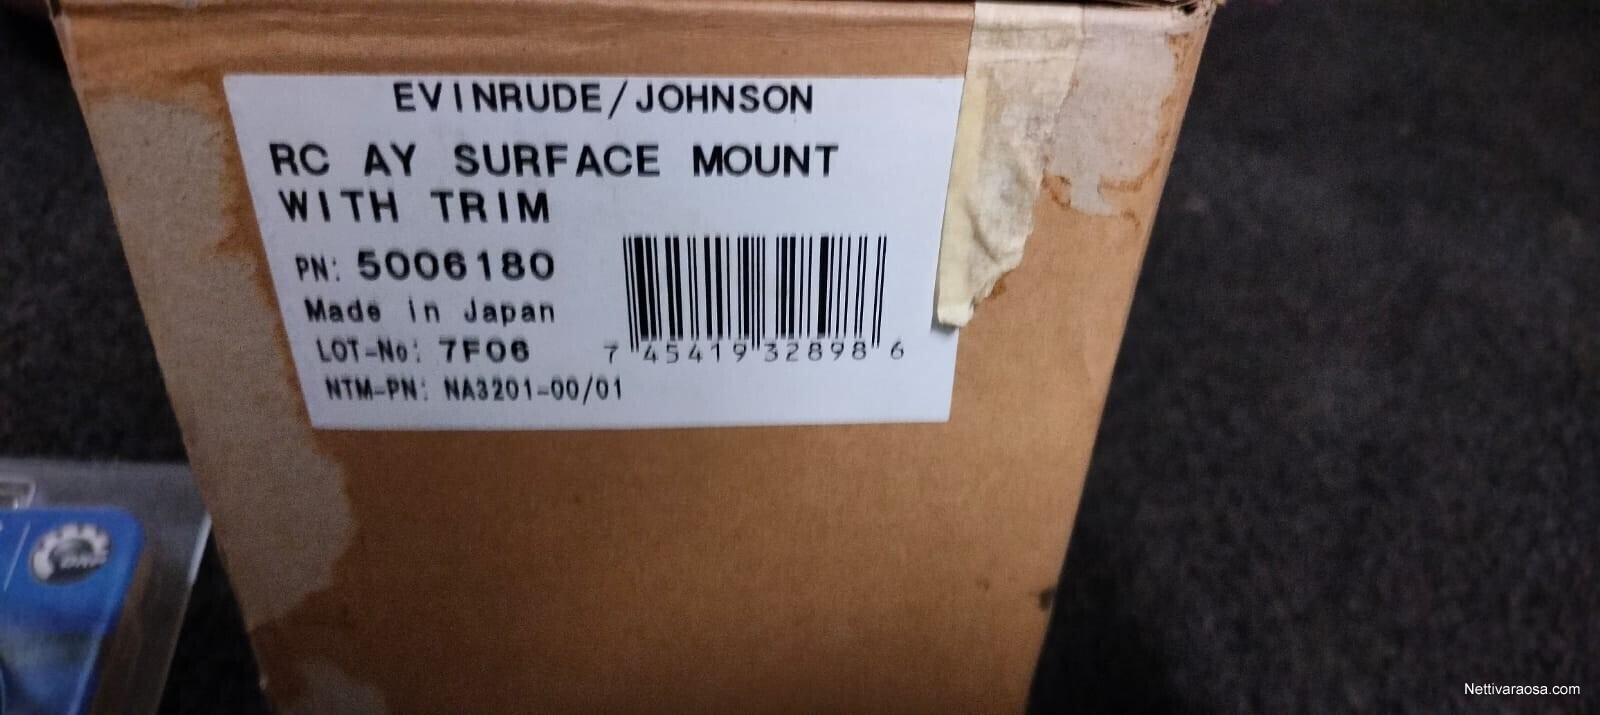 EVINRUDE/JOHNSON
RC AY SURFACE MOUNT
WITH TRIM
PN: 5006180
Made in Japan
LOT-No: 7F06
7 45419 32898 6
NTM-PN: NA3201-00/01
BRP
Nettivaraosa.com